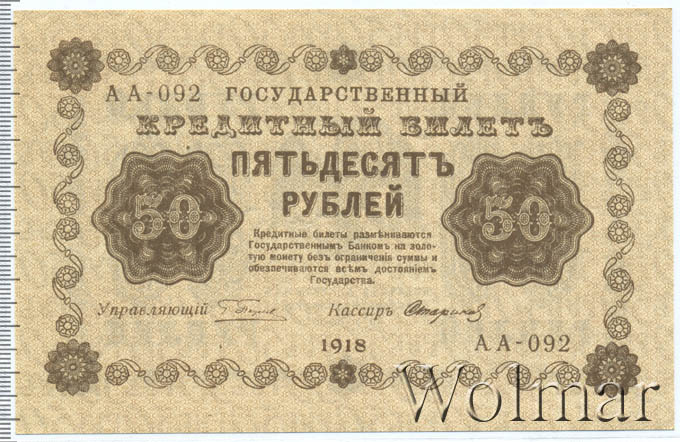 АА-092 ГОСУДАРСТВЕННЫЙ
КРЕДИТНЫЙ БИЛЕТЪ
ПЯТЬДЕСЯТЪ
РУБЛЕЙ
50
50
Кредитные билеты размѣниваются
Государственнымъ Банкомъ на золо-
тую монету безъ ограниченія суммы и
обезпечиваются всѣмъ достояніемъ
Государства.
Управляющій
Кассиръ
1918
АА-092
Wolmar